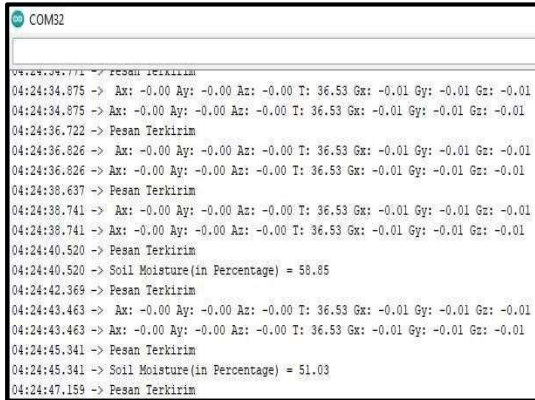 COM32
04:24:34.771 -> Pesan Terkirim
04:24:34.875 ->  Ax: -0.00 Ay: -0.00 Az: -0.00 T: 36.53 Gx: -0.01 Gy: -0.01 Gz: -0.01
04:24:34.875 -> Ax: -0.00 Ay: -0.00 Az: -0.00 T: 36.53 Gx: -0.01 Gy: -0.01 Gz: -0.01
04:24:36.722 -> Pesan Terkirim
04:24:36.826 ->  Ax: -0.00 Ay: -0.00 Az: -0.00 T: 36.53 Gx: -0.01 Gy: -0.01 Gz: -0.01
04:24:36.826 -> Ax: -0.00 Ay: -0.00 Az: -0.00 T: 36.53 Gx: -0.01 Gy: -0.01 Gz: -0.01
04:24:38.637 -> Pesan Terkirim
04:24:38.741 ->  Ax: -0.00 Ay: -0.00 Az: -0.00 T: 36.53 Gx: -0.01 Gy: -0.01 Gz: -0.01
04:24:38.741 -> Ax: -0.00 Ay: -0.00 Az: -0.00 T: 36.53 Gx: -0.01 Gy: -0.01 Gz: -0.01
04:24:40.520 -> Pesan Terkirim
04:24:40.520 -> Soil Moisture(in Percentage) = 58.85
04:24:42.369 -> Pesan Terkirim
04:24:43.463 ->  Ax: -0.00 Ay: -0.00 Az: -0.00 T: 36.53 Gx: -0.01 Gy: -0.01 Gz: -0.01
04:24:43.463 -> Ax: -0.00 Ay: -0.00 Az: -0.00 T: 36.53 Gx: -0.01 Gy: -0.01 Gz: -0.01
04:24:45.341 -> Pesan Terkirim
04:24:45.341 -> Soil Moisture(in Percentage) = 51.03
04:24:47.159 -> Pesan Terkirim